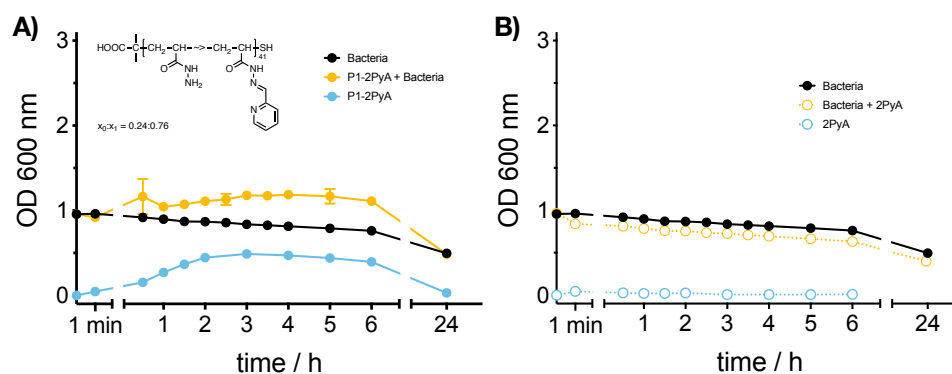 A)
OD 600 nm
3
2
1
0
HOOC
C
CH₂
CH
~>
CH₂
CH
SH
41
O
NH
NH₂
O
NH
N
N
x₀:x₁ = 0.24:0.76
Bacteria
P1-2PyA + Bacteria
P1-2PyA
1 min
1
2
3
4
5
6
24
time / h
B)
OD 600 nm
3
2
1
0
Bacteria
Bacteria + 2PyA
2PyA
1 min
1
2
3
4
5
6
24
time / h